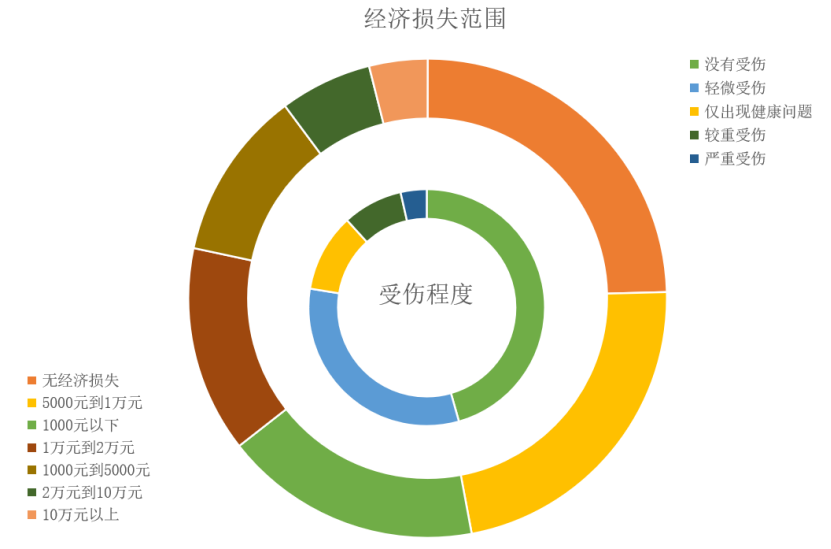 经济损失范围
没有受伤
轻微受伤
仅出现健康问题
较重受伤
严重受伤
受伤程度
无经济损失
5000元到1万元
1000元以下
1万元到2万元
1000元到5000元
2万元到10万元
10万元以上